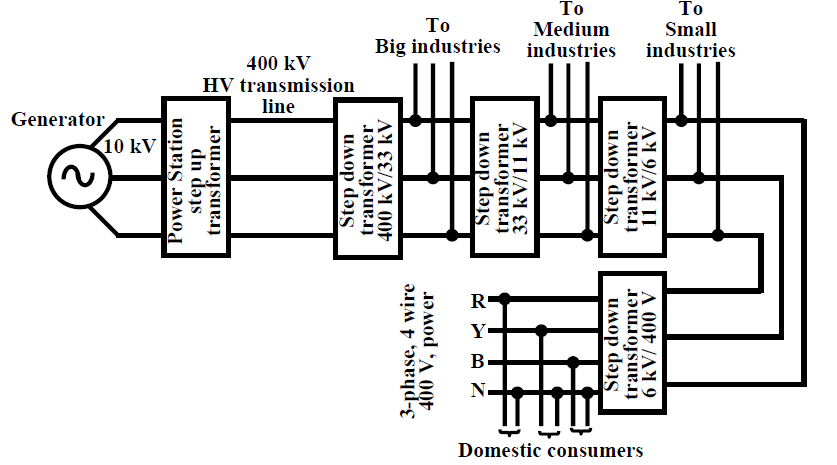 To
Big industries
To
Medium
industries
To
Small
industries
400 kV
HV transmission
line
Generator
10 kV
Power Station
step up
transformer
Step down
transformer
400 kV/33 kV
Step down
transformer
33 kV/11 kV
Step down
transformer
11 kV/6 kV
Step down
transformer
6 kV/ 400 V
3-phase, 4 wire
400 V, power
R
Y
B
N
Domestic consumers